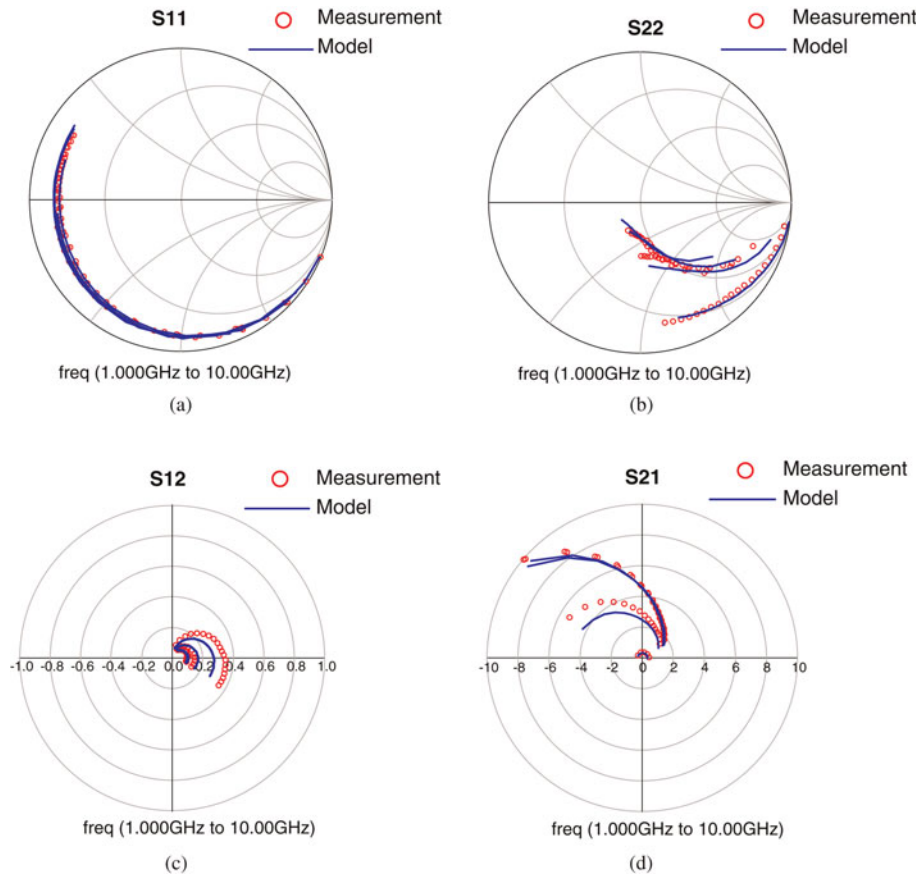 S11
Measurement
Model
freq (1.000GHz to 10.00GHz)
(a)
S22
Measurement
Model
freq (1.000GHz to 10.00GHz)
(b)
S12
Measurement
Model
-1.0 -0.8 -0.6 -0.4 -0.2 0.0 0.2 0.4 0.6 0.8 1.0
freq (1.000GHz to 10.00GHz)
(c)
S21
Measurement
Model
-10 -8 -6 -4 -2 0 2 4 6 8 10
freq (1.000GHz to 10.00GHz)
(d)